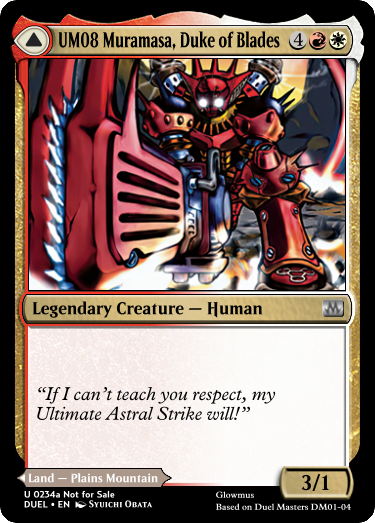 UM08 Muramasa, Duke of Blades 4
Legendary Creature — Human
“If I can’t teach you respect, my
Ultimate Astral Strike will!”
Land — Plains Mountain
3/1
U 0234a Not for Sale
DUEL • EN Syuichi Obata
Glowmus
Based on Duel Masters DM01-04